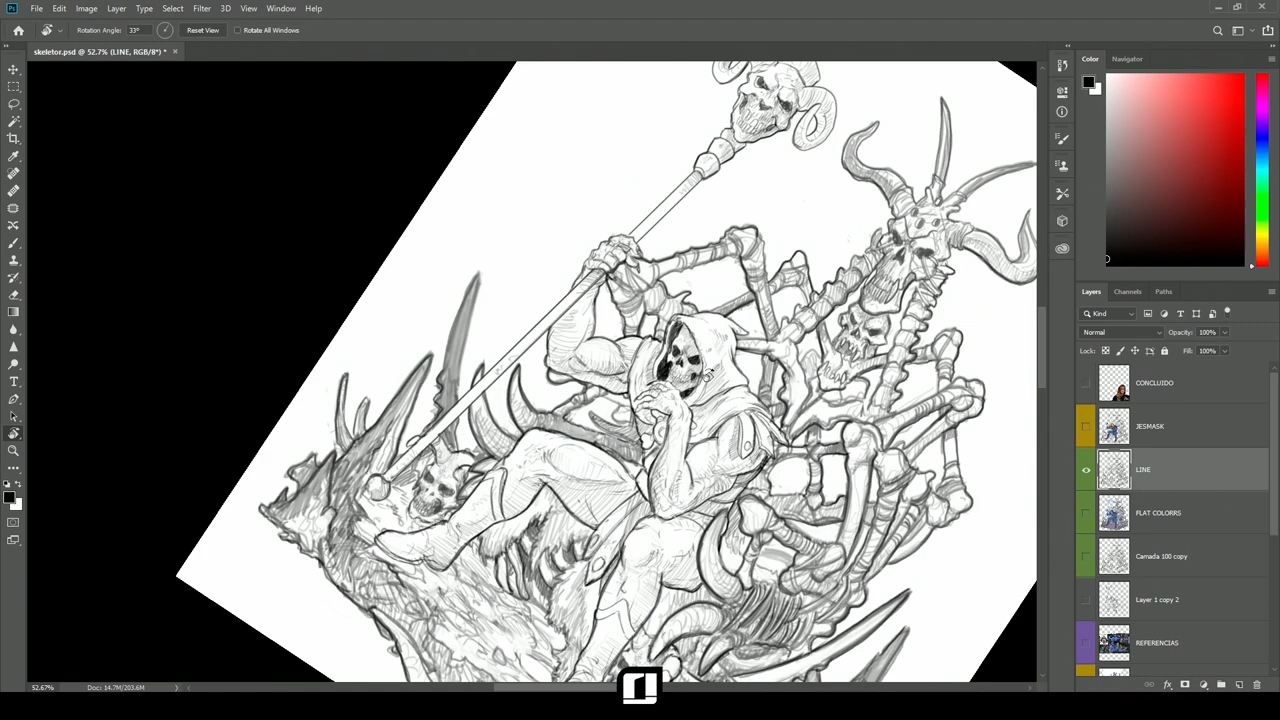 Ps File Edit Image Layer Type Select Filter 3D View Window Help
Rotation Angle: 33° Reset View Rotate All Windows
skeletor.psd @ 52.7% (LINE, RGB/8*) *
Color Navigator
Layers Channels Paths
Kind
Normal Opacity: 100%
Lock: Fill: 100%
CONCLUIDO
JESMASK
LINE
FLAT COLORRS
Camada 100 copy
Layer 1 copy 2
REFERENCIAS
52.67% Doc: 14.7M/203.6M